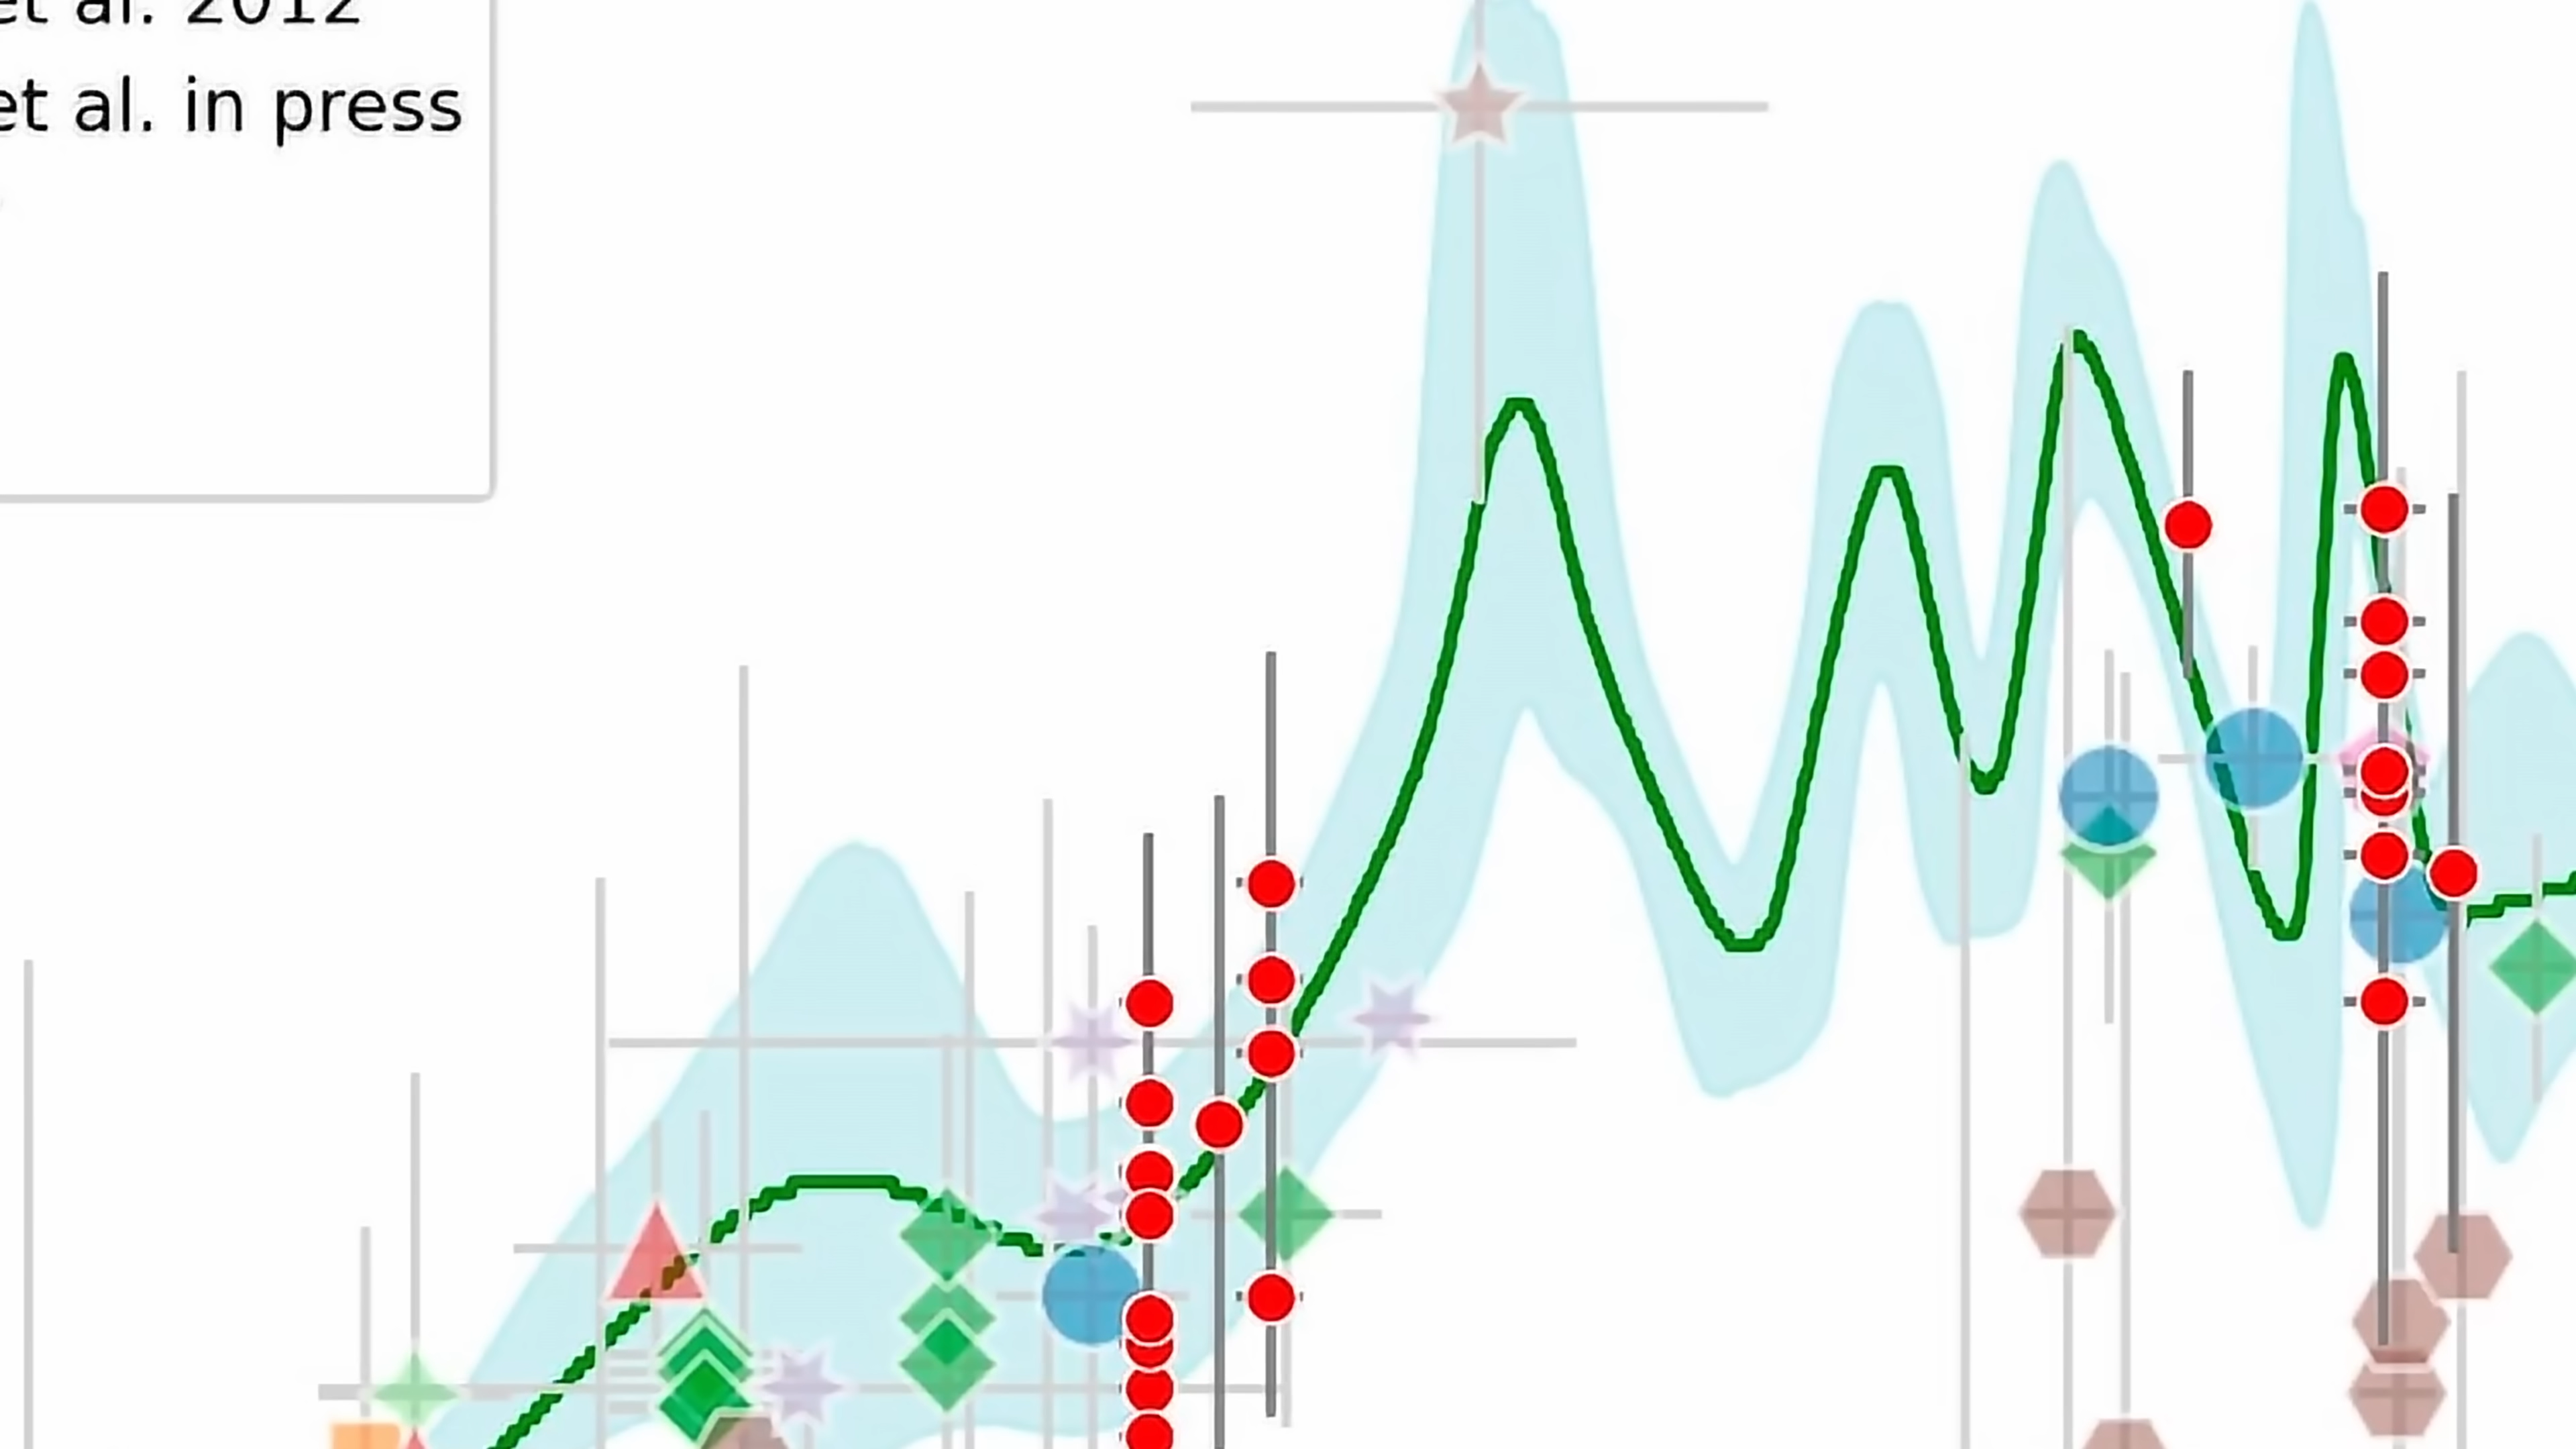 et al. 2012
et al. in press